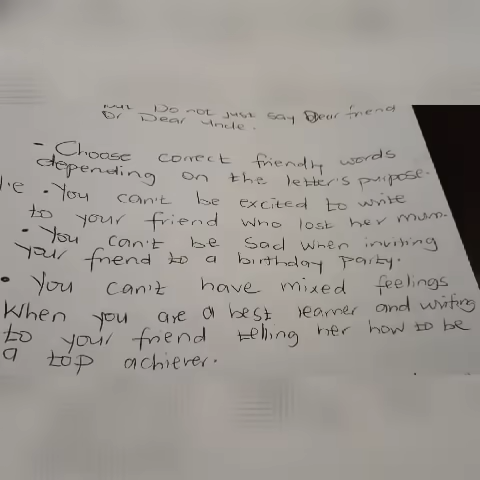 Do not just say Dear friend
Or Dear Uncle.
- Choose correct friendly words
depending on the letter's purpose.
i.e • You can't be excited to write
to your friend who lost her mum.
• You can't be sad when inviting
your friend to a birthday party.
• You can't have mixed feelings
When you are a best learner and writing
to your friend telling her how to be
a top achiever.